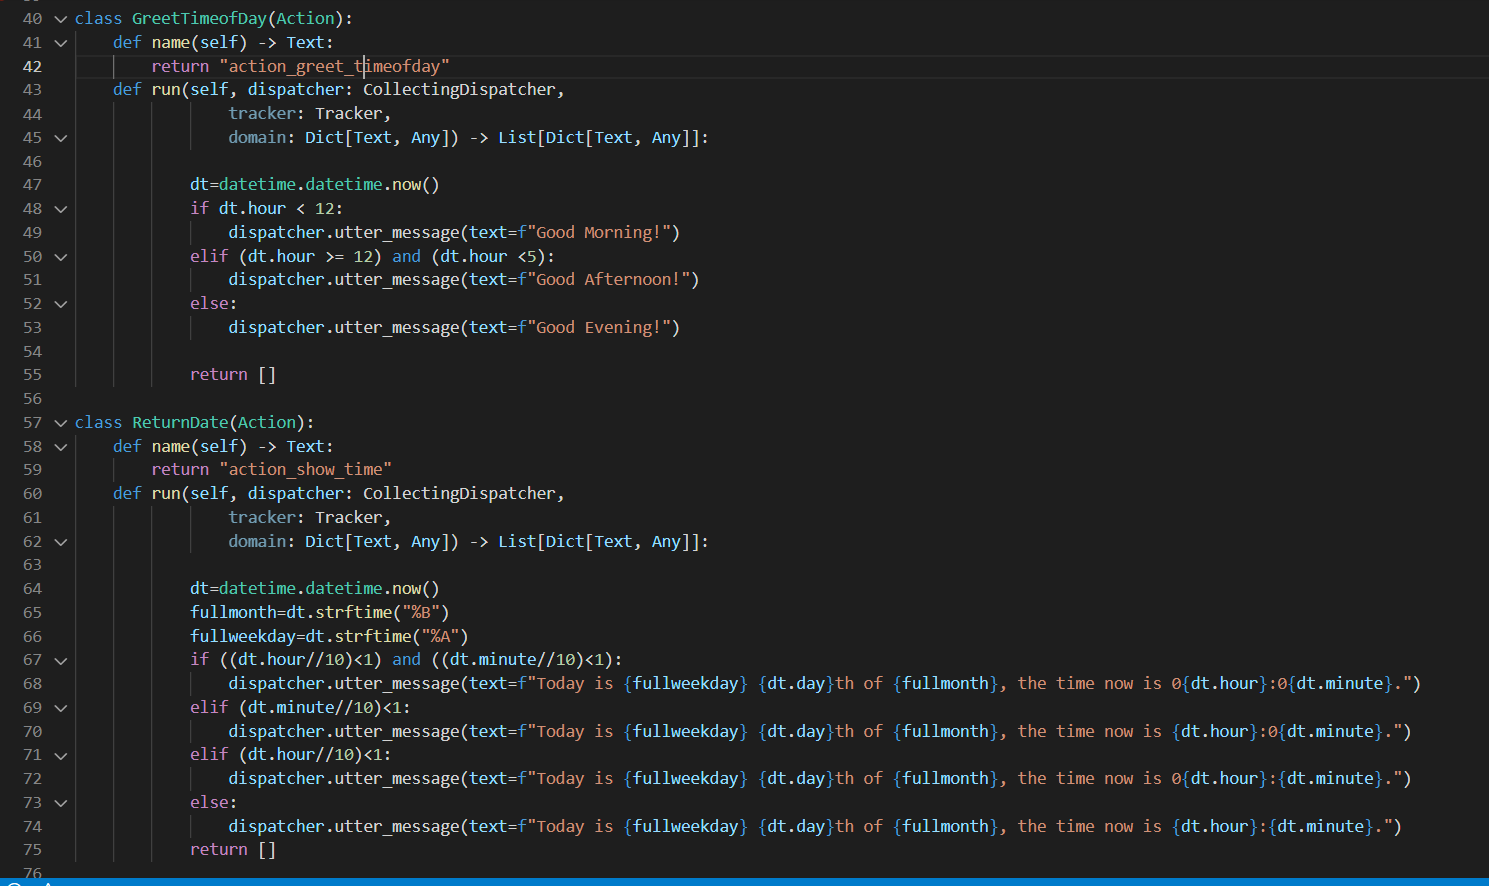 40 class GreetTimeofDay(Action):
41     def name(self) -> Text:
42         return "action_greet_timeofday"
43     def run(self, dispatcher: CollectingDispatcher,
44                 tracker: Tracker,
45                 domain: Dict[Text, Any]) -> List[Dict[Text, Any]]:
46
47             dt=datetime.datetime.now()
48             if dt.hour < 12:
49                 dispatcher.utter_message(text=f"Good Morning!")
50             elif (dt.hour >= 12) and (dt.hour <5):
51                 dispatcher.utter_message(text=f"Good Afternoon!")
52             else:
53                 dispatcher.utter_message(text=f"Good Evening!")
54
55             return []
56
57 class ReturnDate(Action):
58     def name(self) -> Text:
59         return "action_show_time"
60     def run(self, dispatcher: CollectingDispatcher,
61                 tracker: Tracker,
62                 domain: Dict[Text, Any]) -> List[Dict[Text, Any]]:
63
64             dt=datetime.datetime.now()
65             fullmonth=dt.strftime("%B")
66             fullweekday=dt.strftime("%A")
67             if ((dt.hour//10)<1) and ((dt.minute//10)<1):
68                 dispatcher.utter_message(text=f"Today is {fullweekday} {dt.day}th of {fullmonth}, the time now is 0{dt.hour}:0{dt.minute}.")
69             elif (dt.minute//10)<1:
70                 dispatcher.utter_message(text=f"Today is {fullweekday} {dt.day}th of {fullmonth}, the time now is {dt.hour}:0{dt.minute}.")
71             elif (dt.hour//10)<1:
72                 dispatcher.utter_message(text=f"Today is {fullweekday} {dt.day}th of {fullmonth}, the time now is 0{dt.hour}:{dt.minute}.")
73             else:
74                 dispatcher.utter_message(text=f"Today is {fullweekday} {dt.day}th of {fullmonth}, the time now is {dt.hour}:{dt.minute}.")
75             return []
76